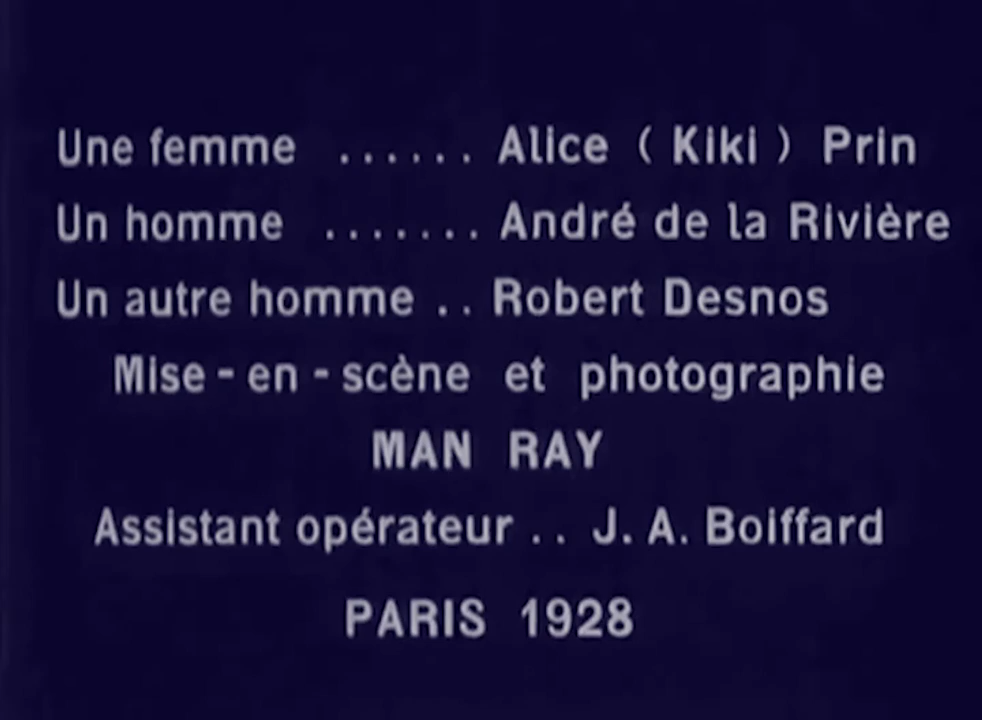 Une femme ...... Alice ( Kiki ) Prin
Un homme ....... André de la Rivière
Un autre homme .. Robert Desnos
Mise-en-scène et photographie
MAN RAY
Assistant opérateur .. J. A. Boiffard
PARIS 1928